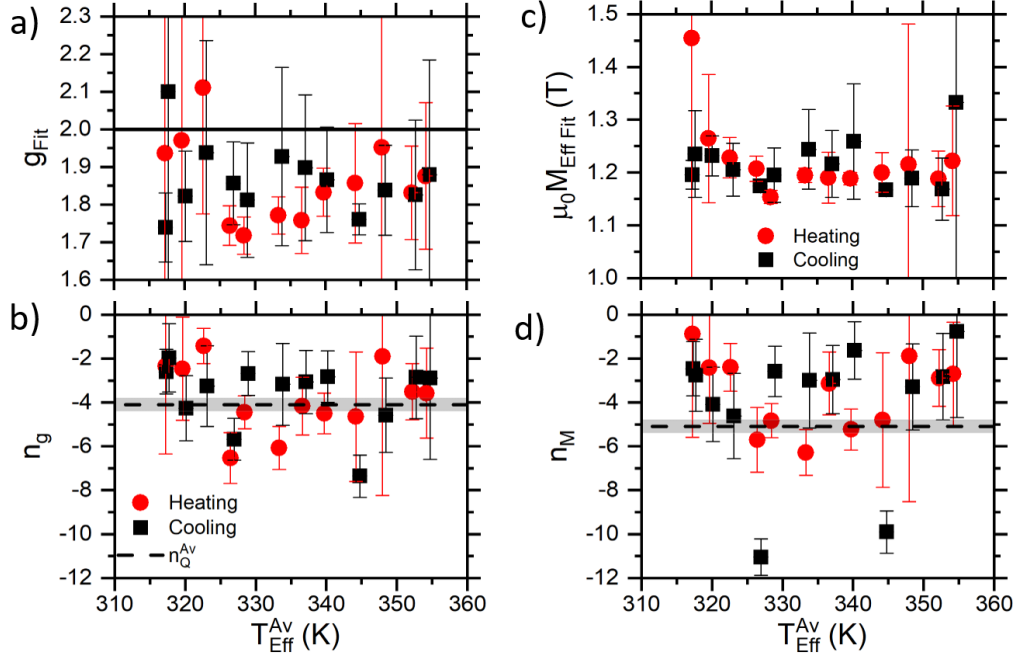 a)
2.3
2.2
2.1
2.0
1.9
1.8
1.7
1.6
g_Fit
b)
0
-2
-4
-6
-8
-10
-12
n_g
Heating
Cooling
n_Q^Av
310 320 330 340 350 360
T_Eff^Av (K)
c)
1.5
1.4
1.3
1.2
1.1
1.0
μ₀M_Eff Fit (T)
Heating
Cooling
d)
0
-2
-4
-6
-8
-10
-12
n_M
310 320 330 340 350 360
T_Eff^Av (K)